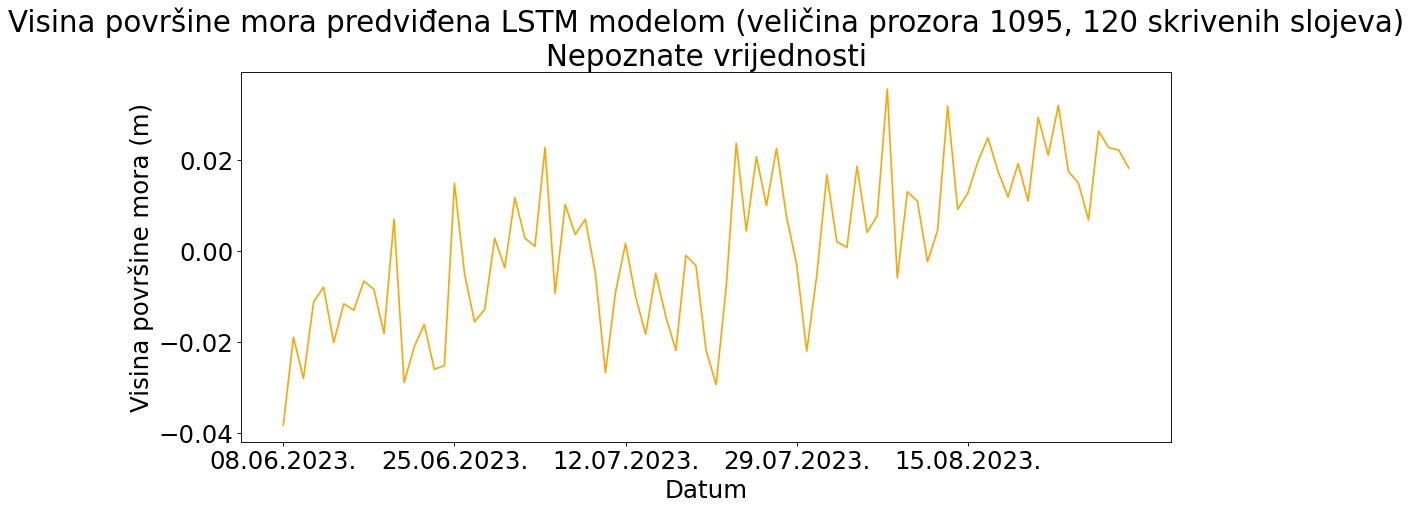 Visina površine mora predviđena LSTM modelom (veličina prozora 1095, 120 skrivenih slojeva)
Nepoznate vrijednosti
Visina površine mora (m)
0.02
0.00
−0.02
−0.04
08.06.2023. 25.06.2023. 12.07.2023. 29.07.2023. 15.08.2023.
Datum